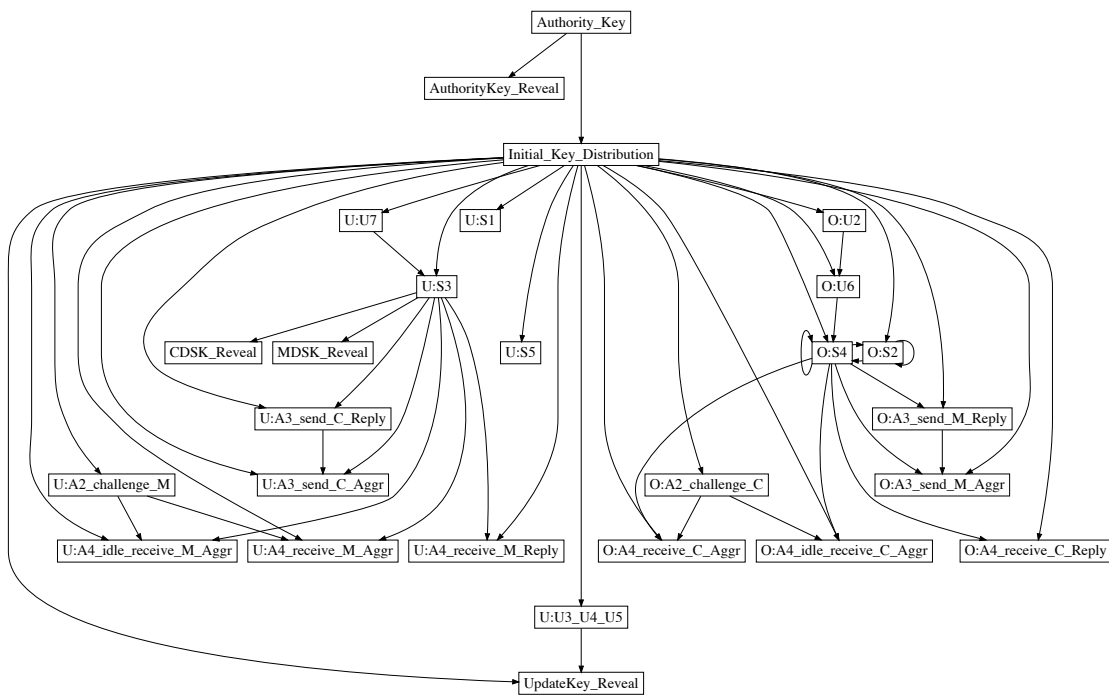 Authority_Key
AuthorityKey_Reveal
Initial_Key_Distribution
U:U7
U:S1
O:U2
U:S3
O:U6
CDSK_Reveal
MDSK_Reveal
U:S5
O:S4
O:S2
U:A3_send_C_Reply
O:A3_send_M_Reply
U:A2_challenge_M
U:A3_send_C_Aggr
O:A2_challenge_C
O:A3_send_M_Aggr
U:A4_idle_receive_M_Aggr
U:A4_receive_M_Aggr
U:A4_receive_M_Reply
O:A4_receive_C_Aggr
O:A4_idle_receive_C_Aggr
O:A4_receive_C_Reply
U:U3_U4_U5
UpdateKey_Reveal